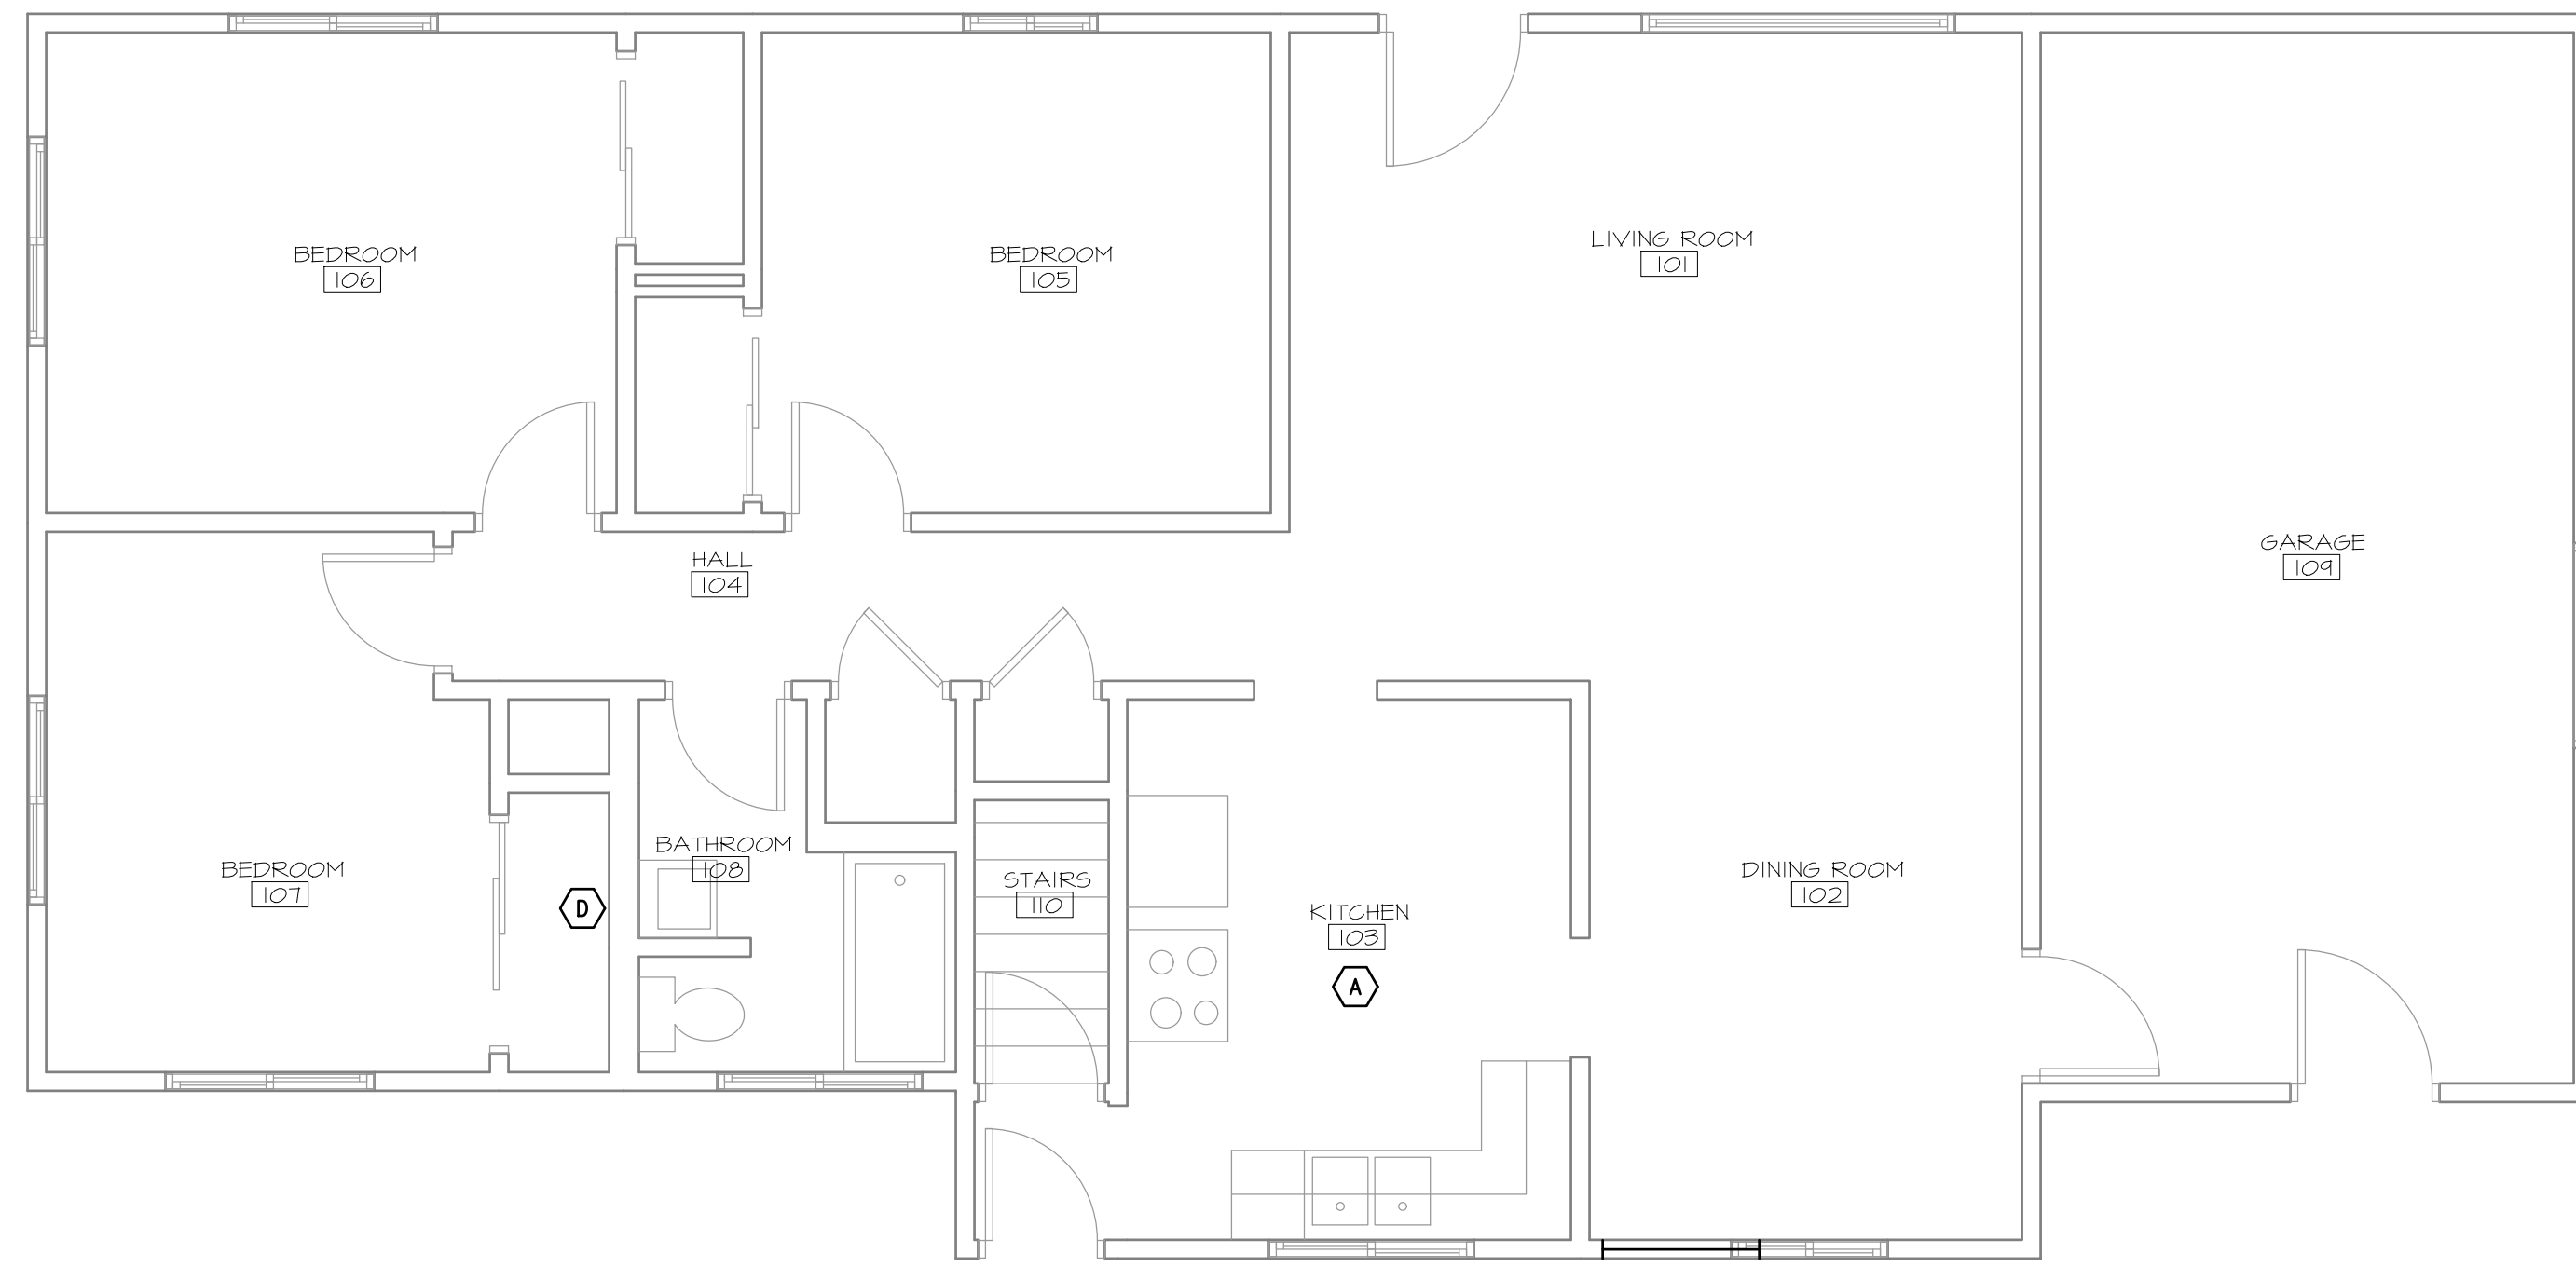 LIVING ROOM
101
BEDROOM
106
BEDROOM
105
GARAGE
109
HALL
104
BATHROOM
108
BEDROOM
107
DINING ROOM
102
STAIRS
110
KITCHEN
103
D
A